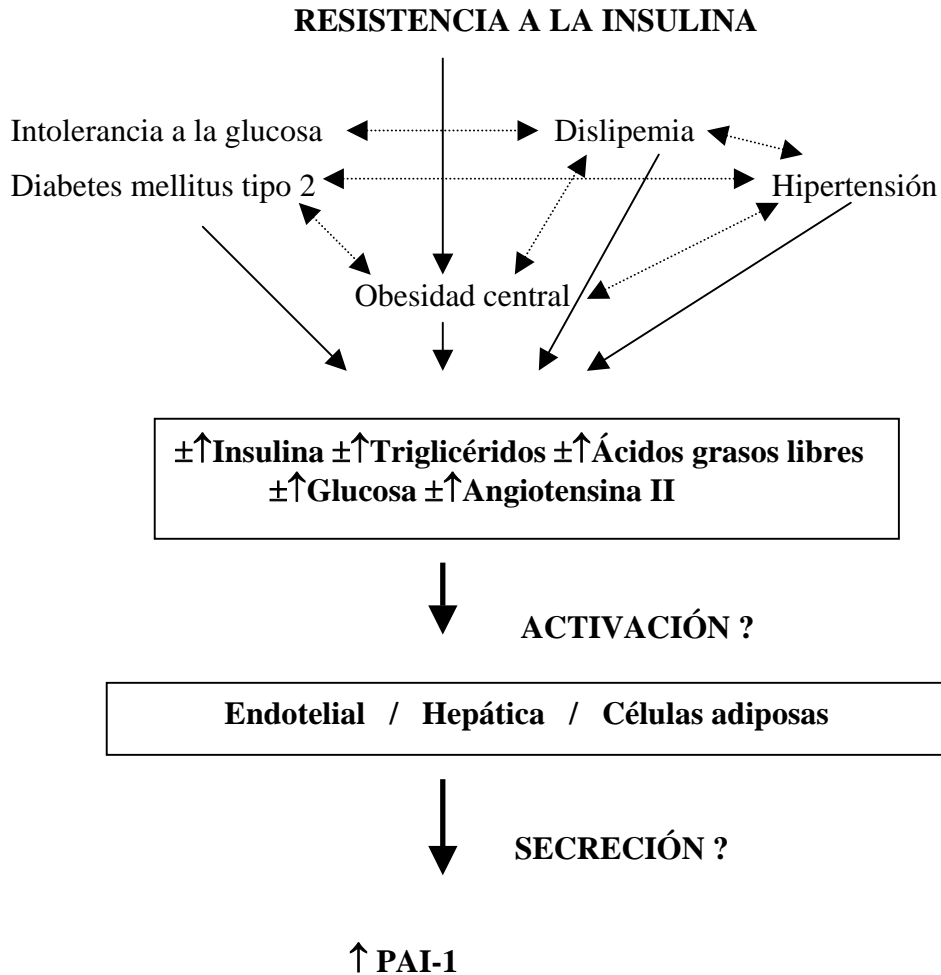 RESISTENCIA A LA INSULINA
Intolerancia a la glucosa
Dislipemia
Diabetes mellitus tipo 2
Hipertensión
Obesidad central
±↑Insulina ±↑Triglicéridos ±↑Ácidos grasos libres
±↑Glucosa ±↑Angiotensina II
ACTIVACIÓN ?
Endotelial / Hepática / Células adiposas
SECRECIÓN ?
↑ PAI-1